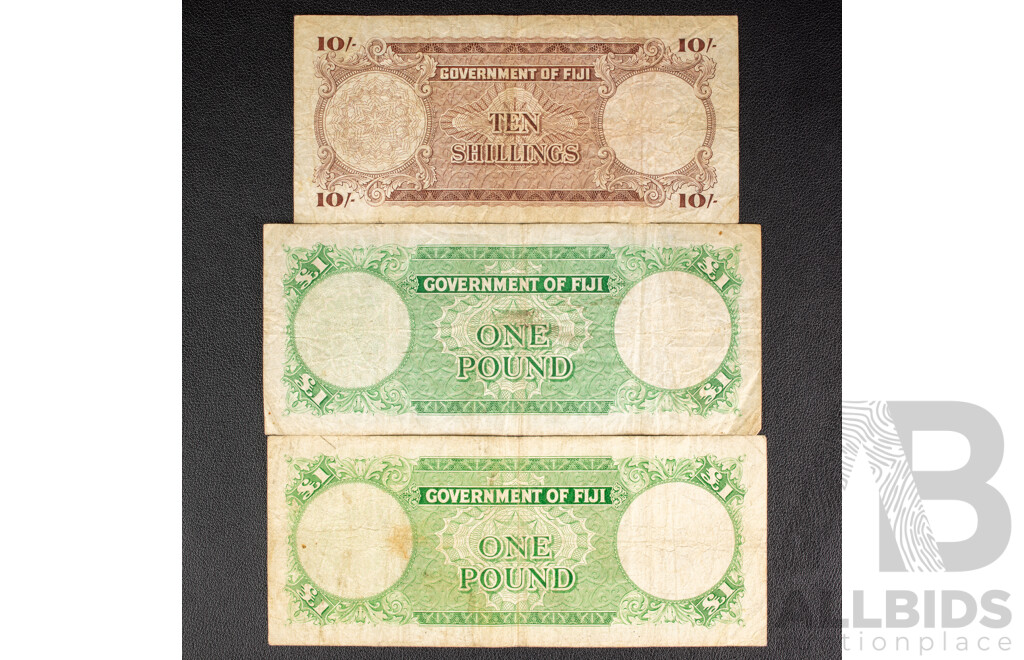 10/- 10/-
GOVERNMENT OF FIJI
TEN
SHILLINGS
10/- 10/-
£1 £1
GOVERNMENT OF FIJI
ONE
POUND
£1 £1
£1 £1
GOVERNMENT OF FIJI
ONE
POUND
£1 £1
AB
ALLBIDS
auctionplace